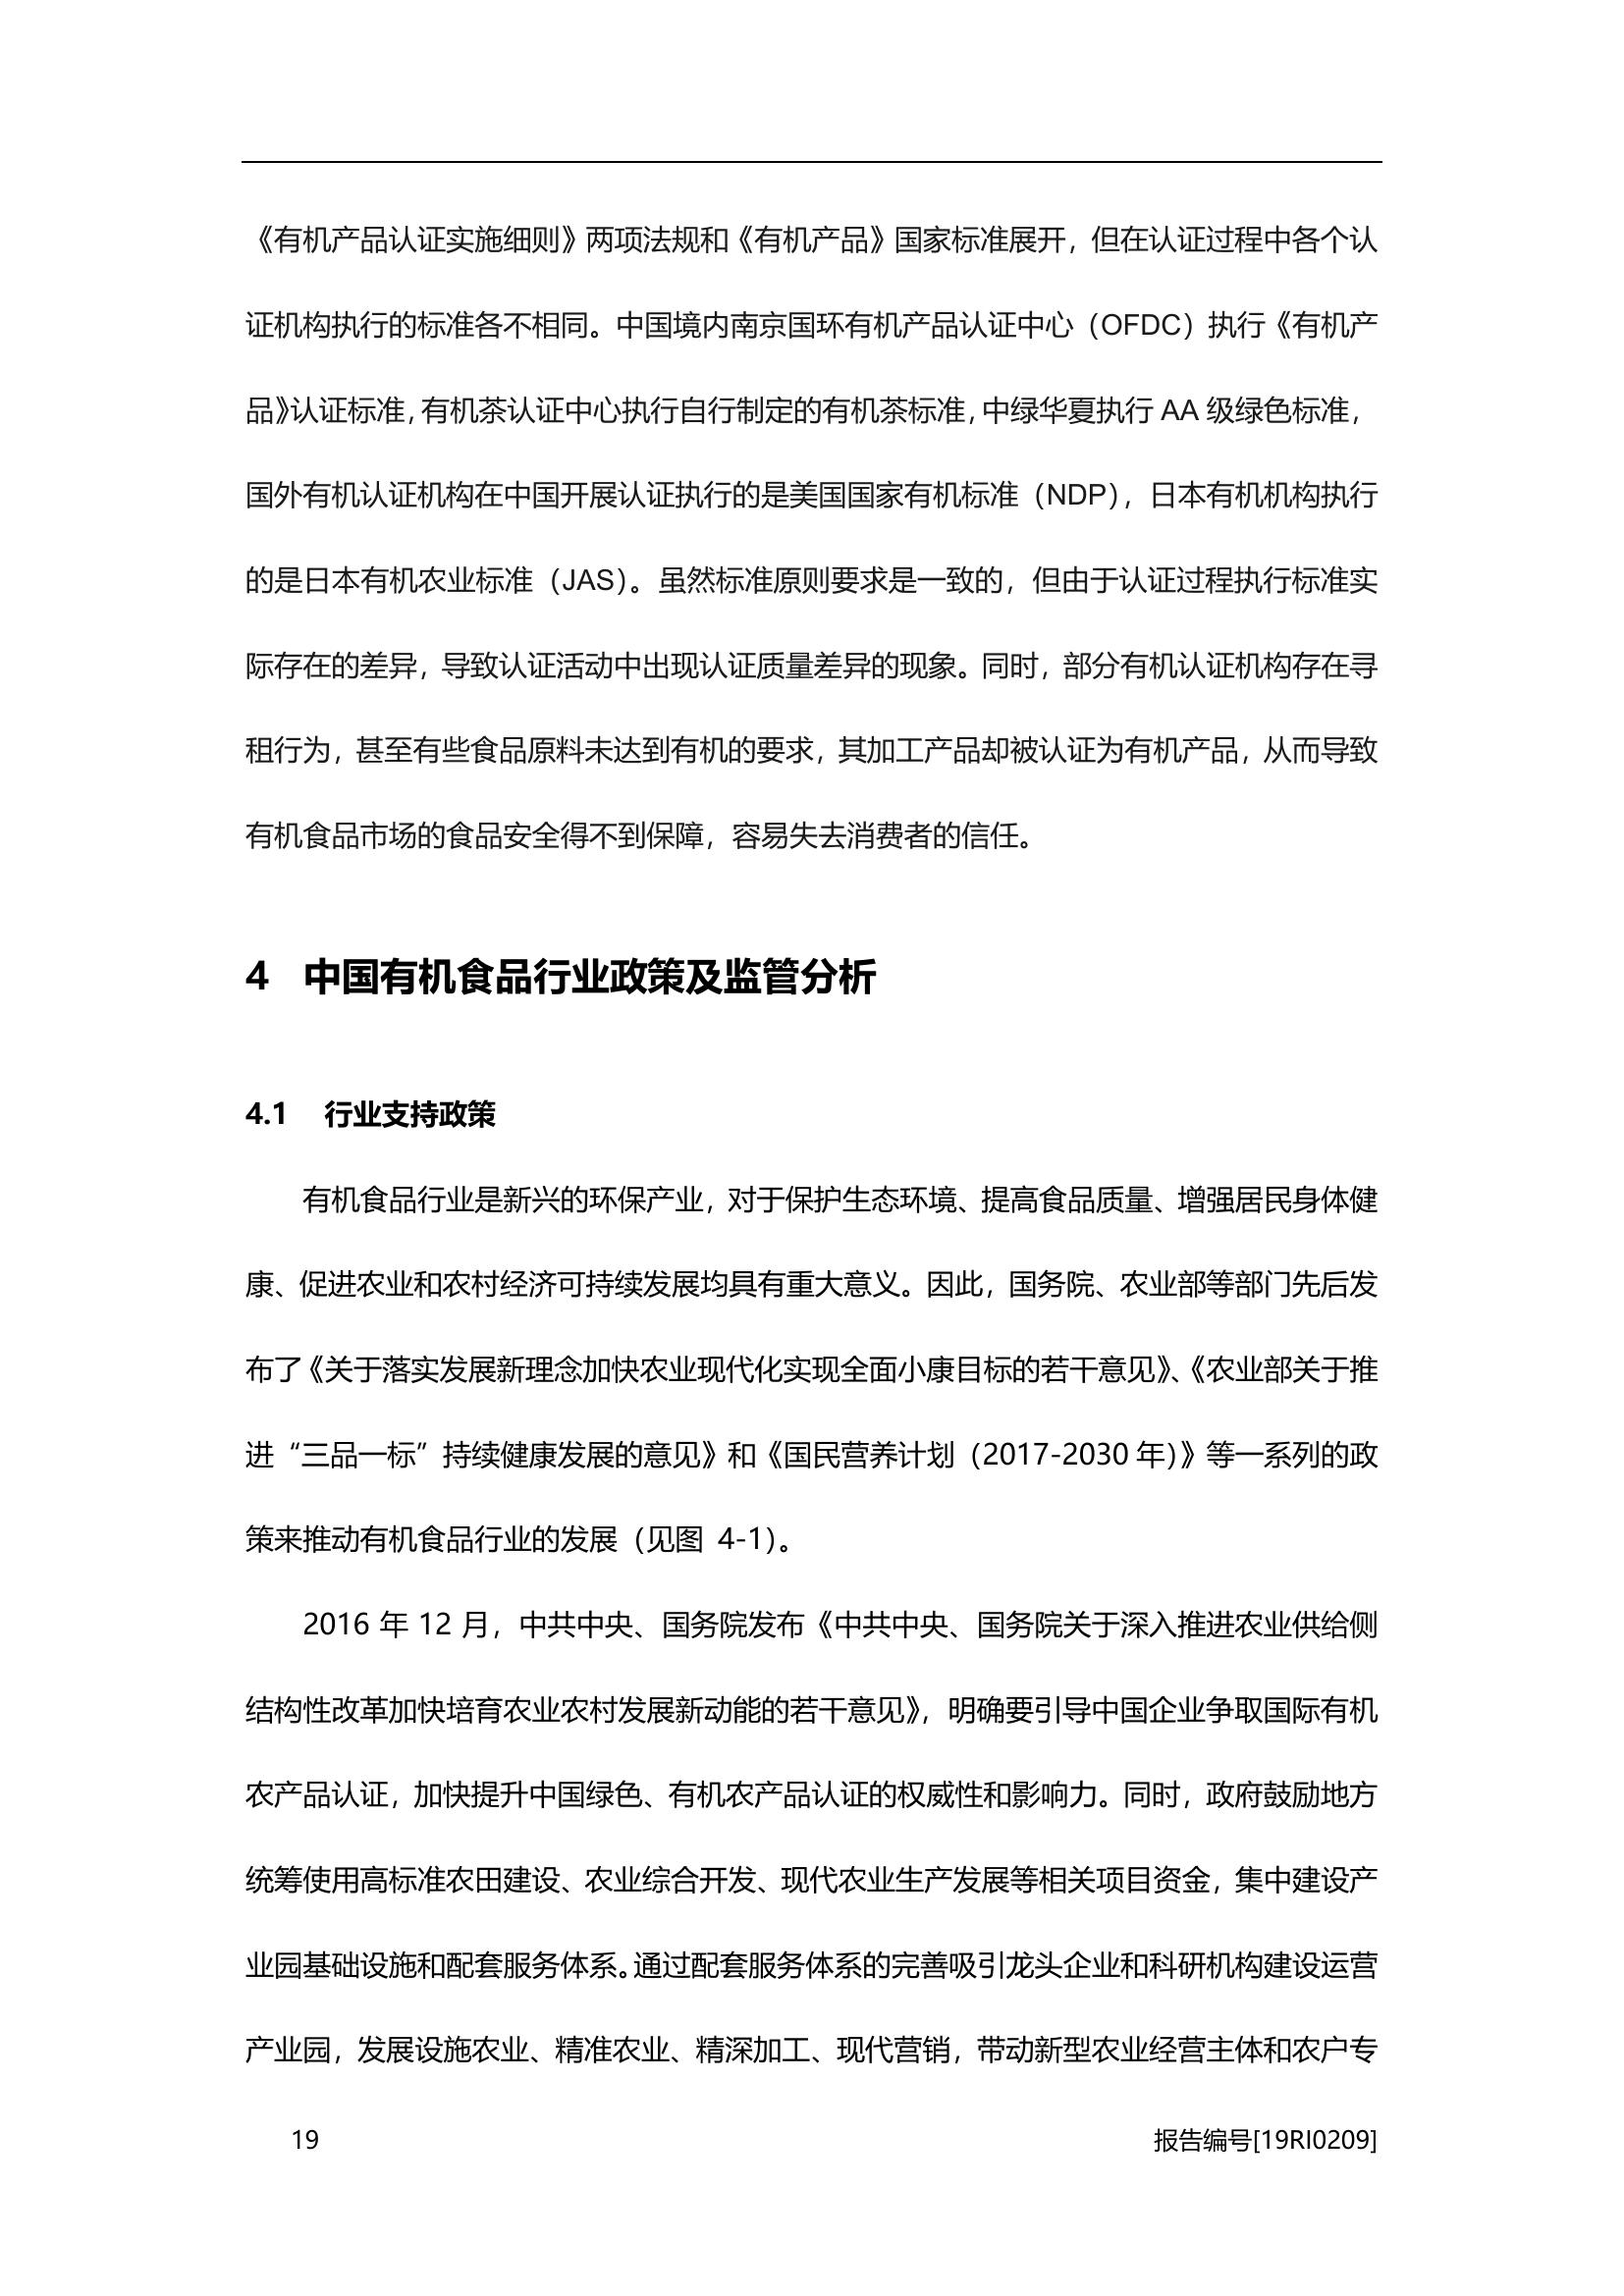 《有机产品认证实施细则》两项法规和《有机产品》国家标准展开，但在认证过程中各个认
证机构执行的标准各不相同。中国境内南京国环有机产品认证中心（OFDC）执行《有机产
品》认证标准，有机茶认证中心执行自行制定的有机茶标准，中绿华夏执行 AA 级绿色标准，
国外有机认证机构在中国开展认证执行的是美国国家有机标准（NDP），日本有机机构执行
的是日本有机农业标准（JAS）。虽然标准原则要求是一致的，但由于认证过程执行标准实
际存在的差异，导致认证活动中出现认证质量差异的现象。同时，部分有机认证机构存在寻
租行为，甚至有些食品原料未达到有机的要求，其加工产品却被认证为有机产品，从而导致
有机食品市场的食品安全得不到保障，容易失去消费者的信任。
4 中国有机食品行业政策及监管分析
4.1 行业支持政策
有机食品行业是新兴的环保产业，对于保护生态环境、提高食品质量、增强居民身体健
康、促进农业和农村经济可持续发展均具有重大意义。因此，国务院、农业部等部门先后发
布了《关于落实发展新理念加快农业现代化实现全面小康目标的若干意见》、《农业部关于推
进“三品一标”持续健康发展的意见》和《国民营养计划（2017-2030 年）》等一系列的政
策来推动有机食品行业的发展（见图 4-1）。
2016 年 12 月，中共中央、国务院发布《中共中央、国务院关于深入推进农业供给侧
结构性改革加快培育农业农村发展新动能的若干意见》，明确要引导中国企业争取国际有机
农产品认证，加快提升中国绿色、有机农产品认证的权威性和影响力。同时，政府鼓励地方
统筹使用高标准农田建设、农业综合开发、现代农业生产发展等相关项目资金，集中建设产
业园基础设施和配套服务体系。通过配套服务体系的完善吸引龙头企业和科研机构建设运营
产业园，发展设施农业、精准农业、精深加工、现代营销，带动新型农业经营主体和农户专
19 报告编号[19RI0209]